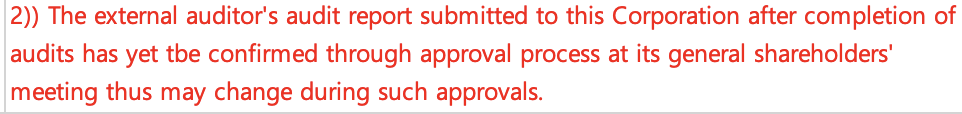 2)) The external auditor's audit report submitted to this Corporation after completion of
audits has yet tbe confirmed through approval process at its general shareholders'
meeting thus may change during such approvals.